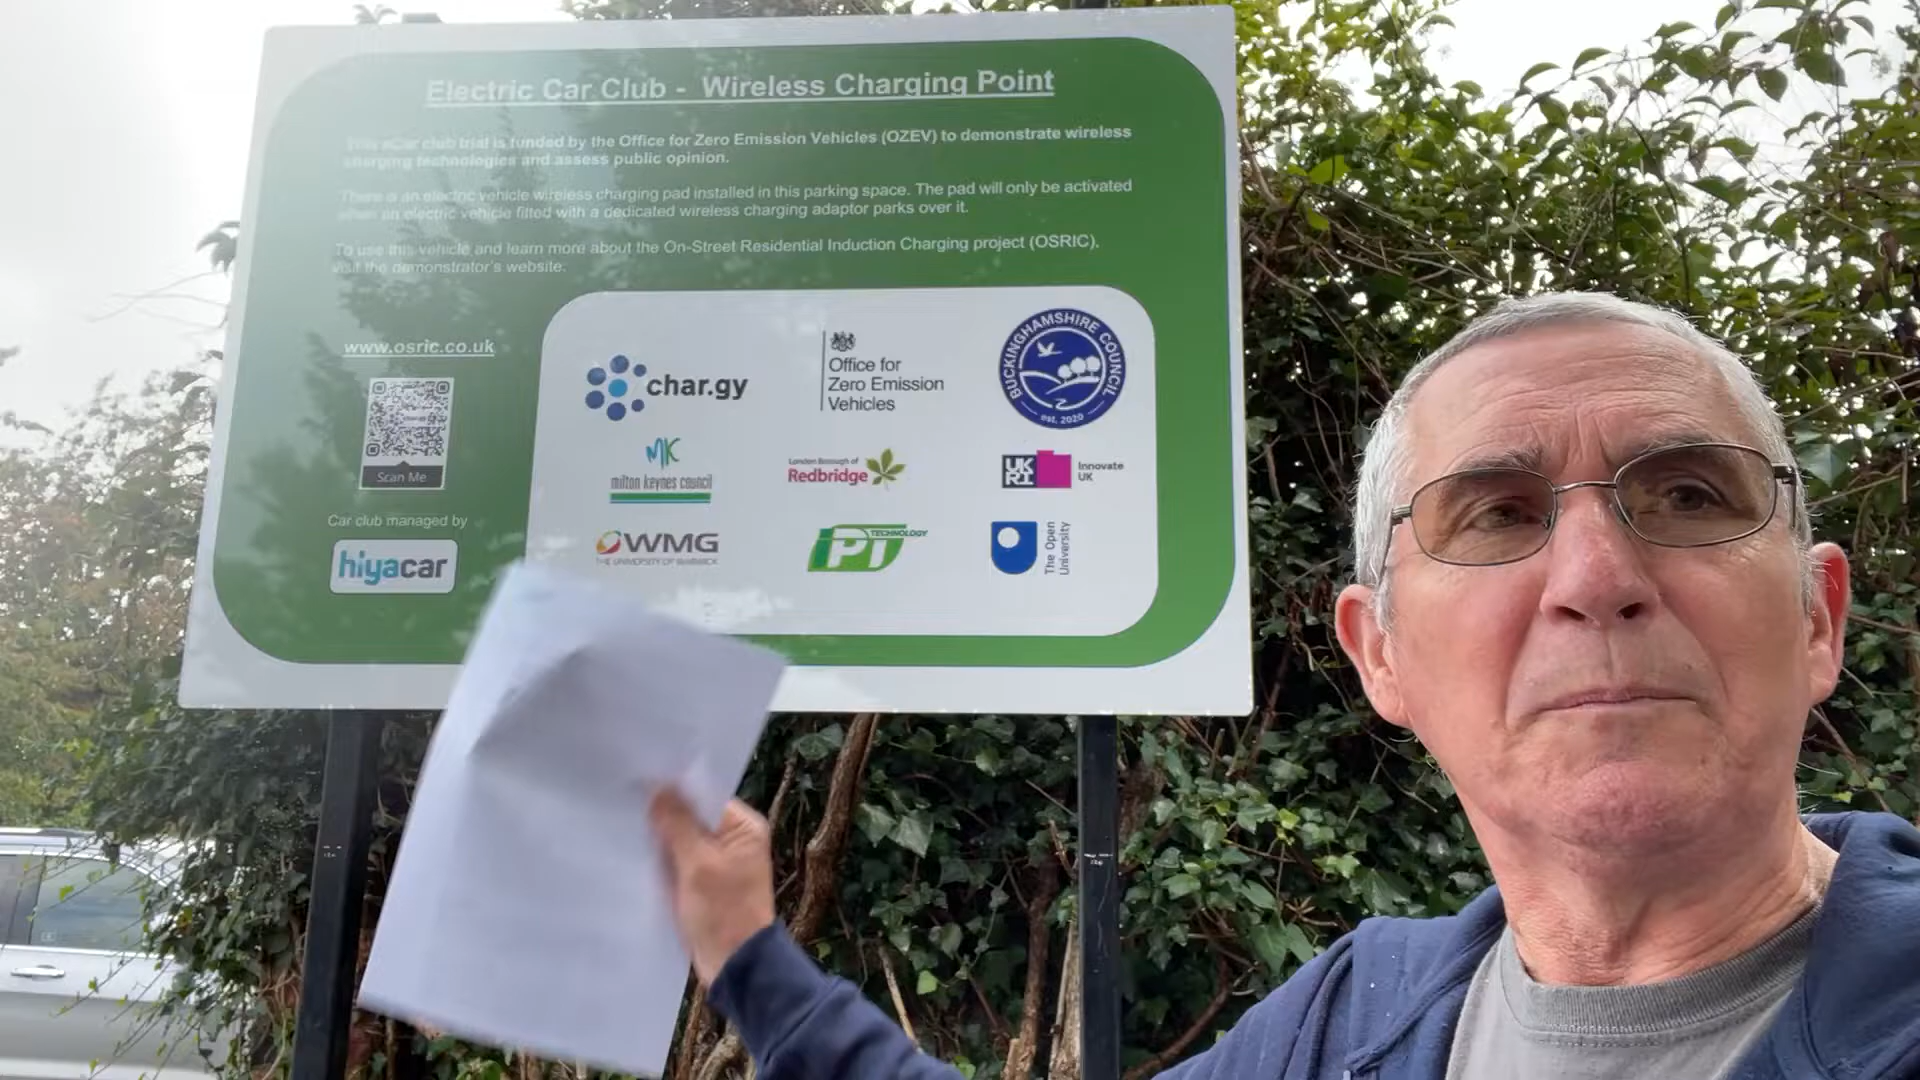 Electric Car Club - Wireless Charging Point
This eCar club trial is funded by the Office for Zero Emission Vehicles (OZEV) to demonstrate wireless
charging technologies and assess public opinion.
There is an electric vehicle wireless charging pad installed in this parking space. The pad will only be activated
when an electric vehicle fitted with a dedicated wireless charging adaptor parks over it.
To use this vehicle and learn more about the On-Street Residential Induction Charging project (OSRIC),
visit the demonstrator's website.
www.osric.co.uk
Scan Me
Car club managed by
hiyacar
char.gy
Office for
Zero Emission
Vehicles
BUCKINGHAMSHIRE COUNCIL
est. 2020
MK
milton keynes council
London Borough of
Redbridge
UK
RI
Innovate
UK
WMG
THE UNIVERSITY OF WARWICK
iPT
TECHNOLOGY
The Open
University